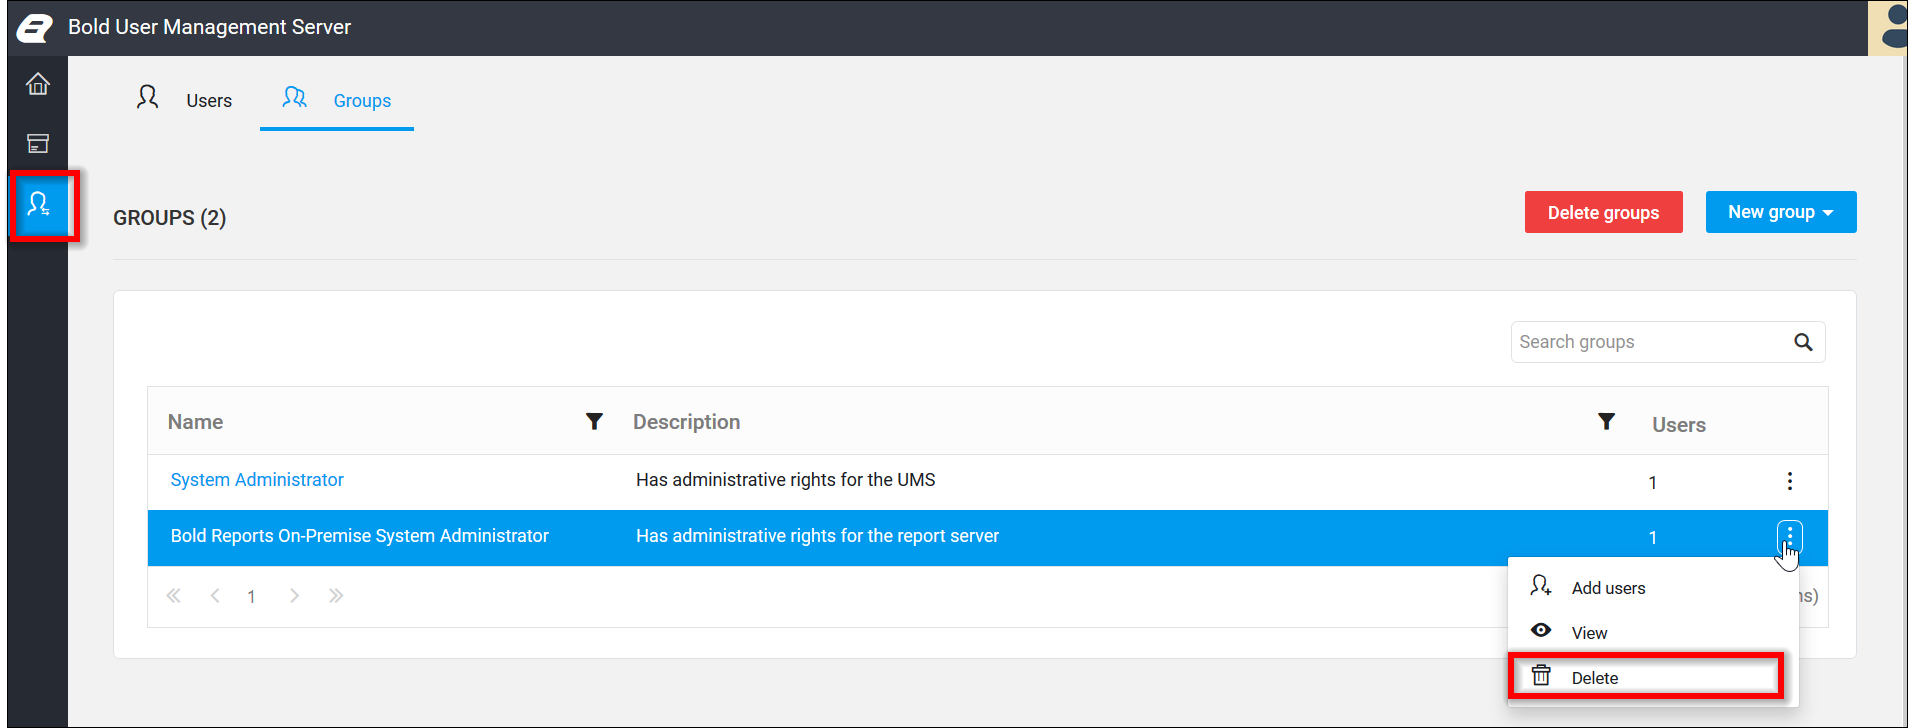 Bold User Management Server
Users
Groups
GROUPS (2)
Delete groups
New group
Search groups
Name
Description
Users
System Administrator
Has administrative rights for the UMS
1
Bold Reports On-Premise System Administrator
Has administrative rights for the report server
1
1
Add users
View
Delete